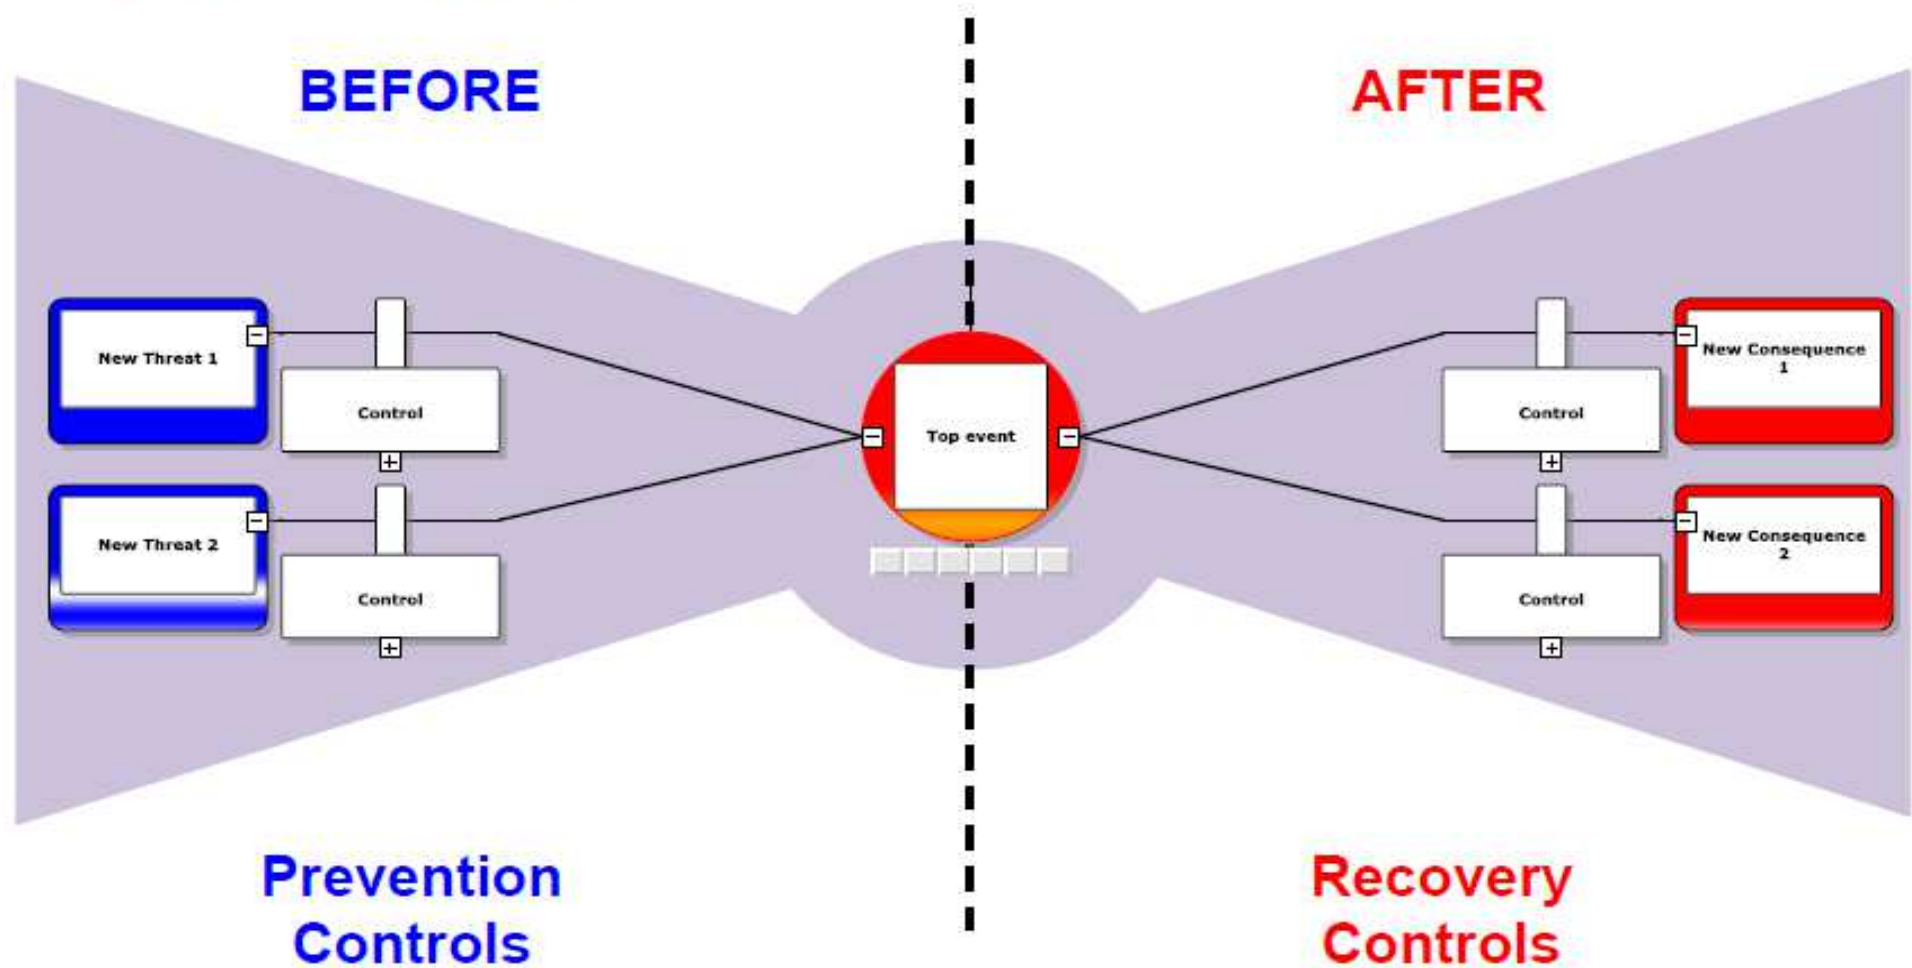 BEFORE
AFTER
New Threat 1
Control
New Threat 2
Control
Top event
New Consequence
1
Control
New Consequence
2
Control
Prevention
Controls
Recovery
Controls